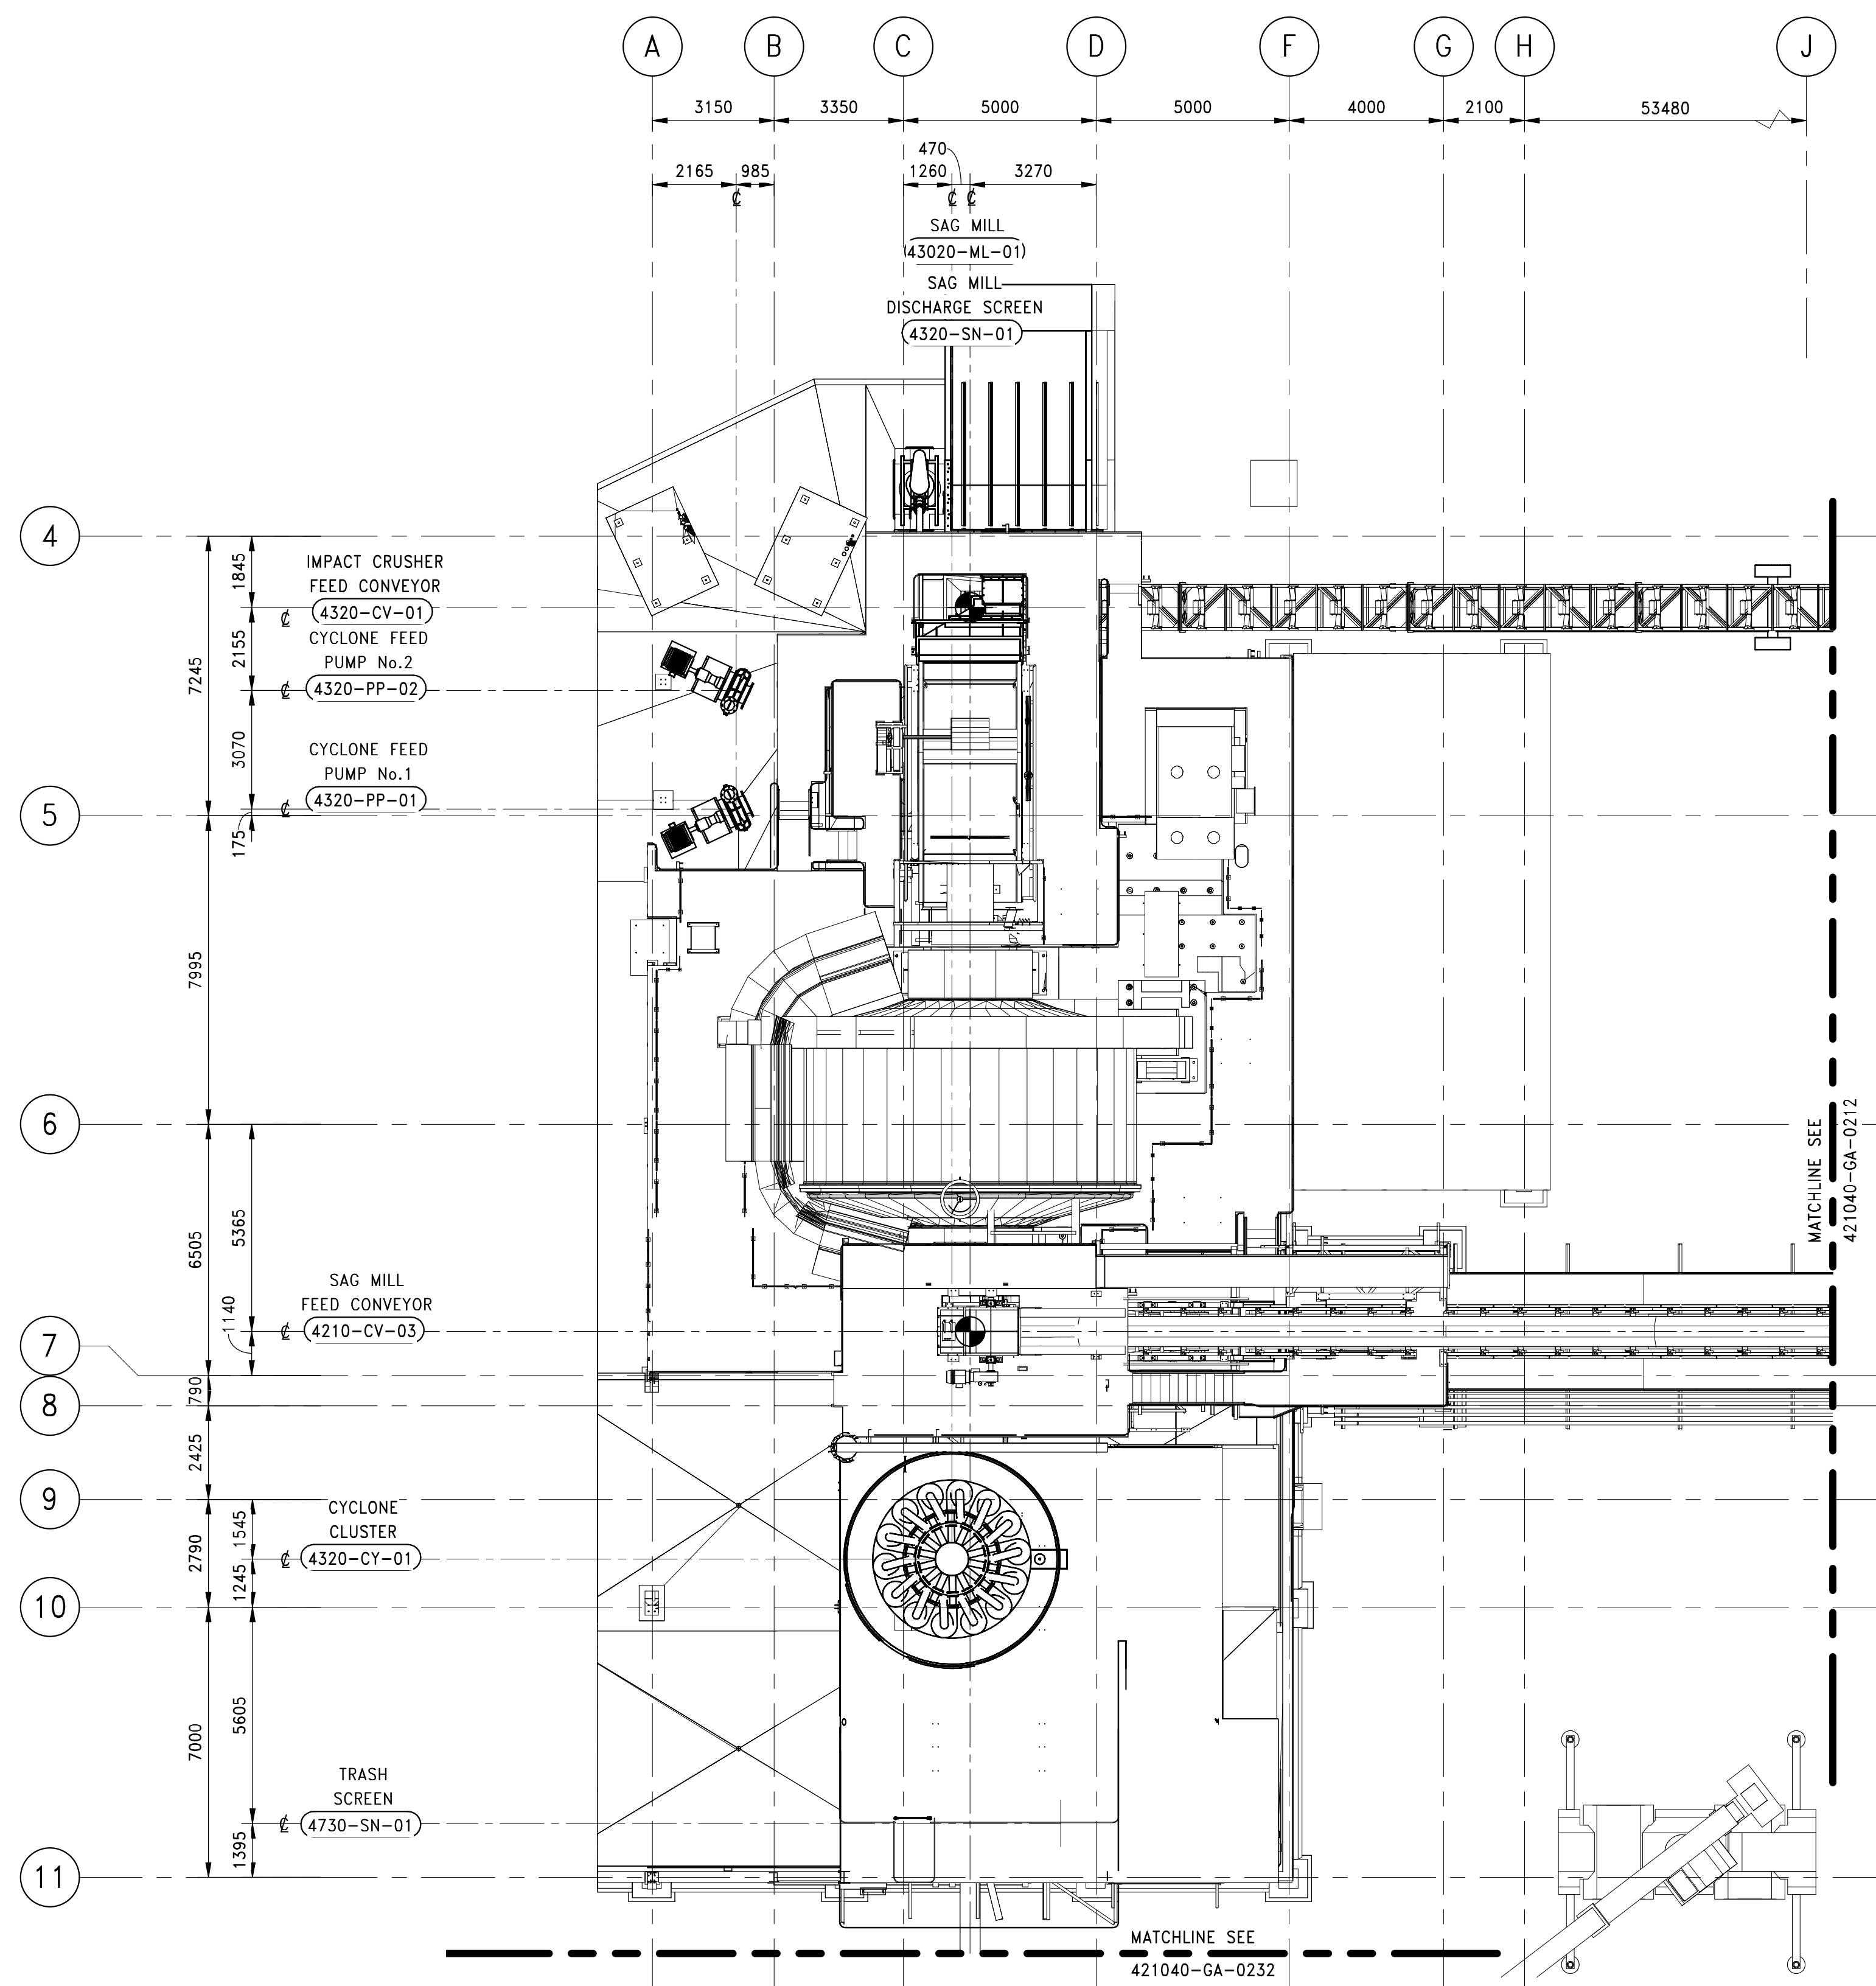 A B C D F G H J
3150 3350 5000 5000 4000 2100 53480
470
2165 985 1260 3270
℄ ℄ ℄
SAG MILL
(43020-ML-01)
SAG MILL
DISCHARGE SCREEN
4320-SN-01
4
1845
IMPACT CRUSHER
FEED CONVEYOR
℄ 4320-CV-01
2155
CYCLONE FEED
PUMP No.2
℄ 4320-PP-02
7245
3070
CYCLONE FEED
PUMP No.1
℄ 4320-PP-01
5
175
7995
6
5365
6505
MATCHLINE SEE
421040-GA-0212
SAG MILL
FEED CONVEYOR
℄ 4210-CV-03
1140
7
790
8
2425
9
CYCLONE
CLUSTER
℄ 4320-CY-01
1545
2790
1245
10
5605
7000
TRASH
SCREEN
℄ 4730-SN-01
1395
11
MATCHLINE SEE
421040-GA-0232